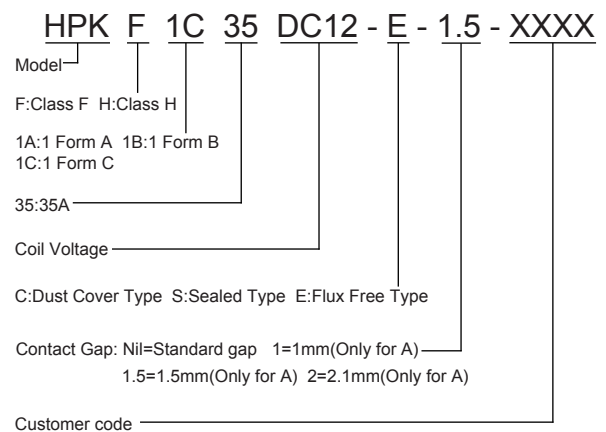 HPK F 1C 35 DC12 - E - 1.5 - XXXX
Model
F:Class F H:Class H
1A:1 Form A 1B:1 Form B
1C:1 Form C
35:35A
Coil Voltage
C:Dust Cover Type S:Sealed Type E:Flux Free Type
Contact Gap: Nil=Standard gap 1=1mm(Only for A)
1.5=1.5mm(Only for A) 2=2.1mm(Only for A)
Customer code